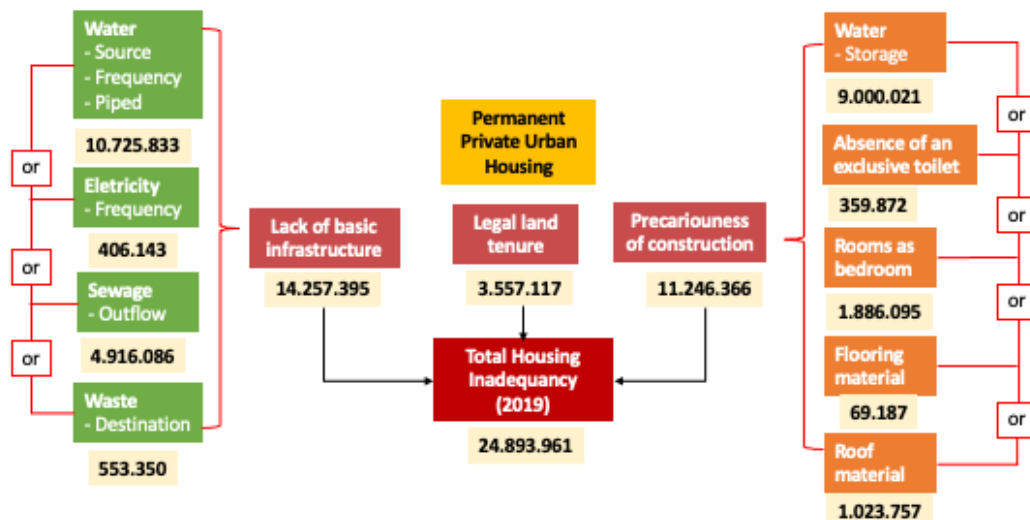 Water
- Source
- Frequency
- Piped
10.725.833
or
Eletricity
- Frequency
406.143
or
Sewage
- Outflow
4.916.086
or
Waste
- Destination
553.350
Lack of basic
infrastructure
14.257.395
Permanent
Private Urban
Housing
Legal land
tenure
3.557.117
Precariouness
of construction
11.246.366
Total Housing
Inadequancy
(2019)
24.893.961
Water
- Storage
9.000.021
or
Absence of an
exclusive toilet
359.872
or
Rooms as
bedroom
1.886.095
or
Flooring
material
69.187
or
Roof
material
1.023.757